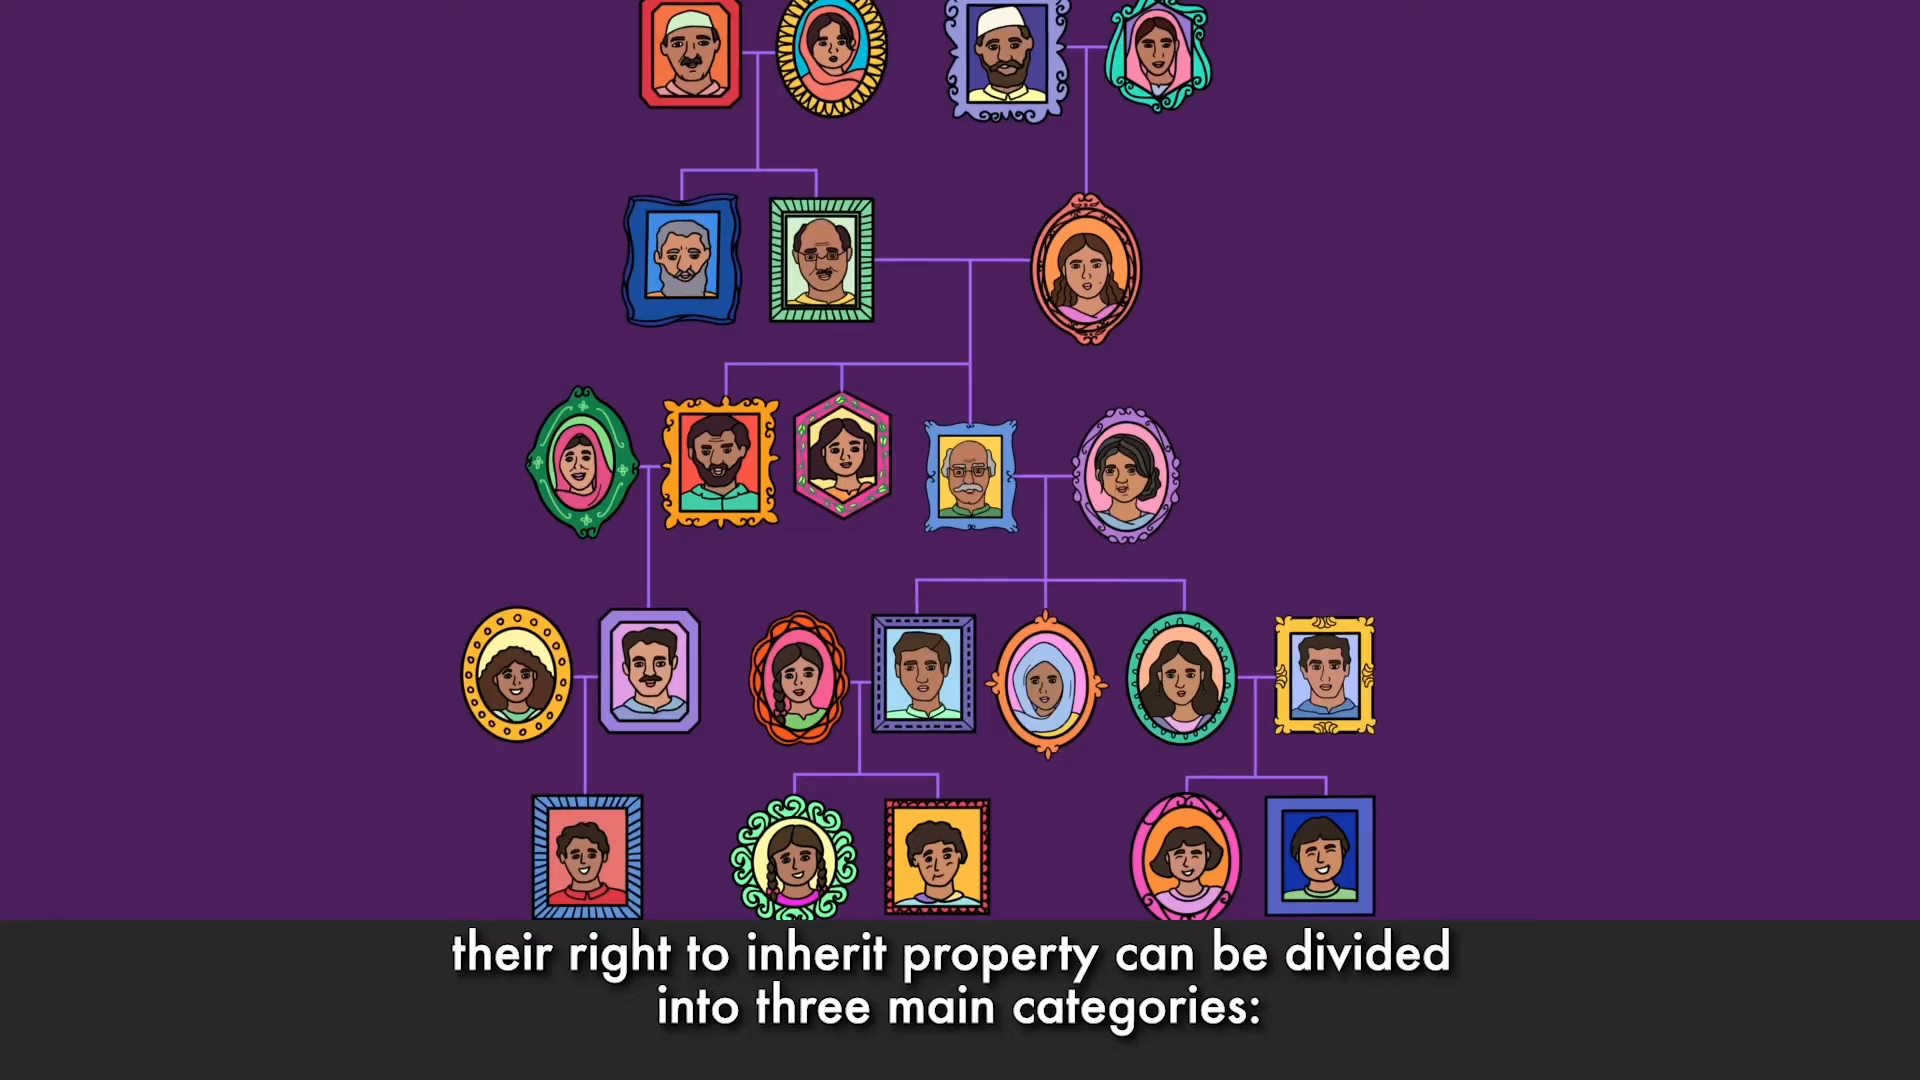 their right to inherit property can be divided
into three main categories: